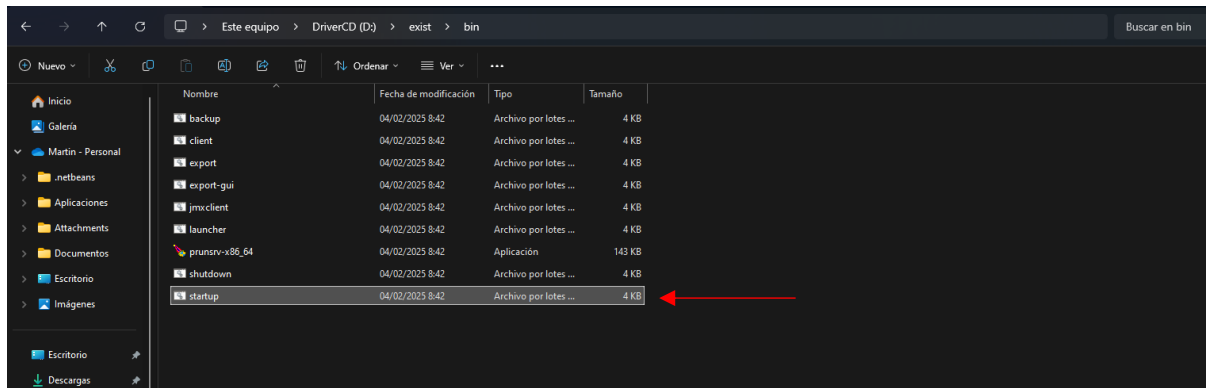 Este equipo > DriverCD (D:) > exist > bin
Buscar en bin
Nuevo
Ordenar
Ver
Nombre Fecha de modificación Tipo Tamaño
Inicio
Galería
Martin - Personal
.netbeans
Aplicaciones
Attachments
Documentos
Escritorio
Imágenes
Escritorio
Descargas
backup 04/02/2025 8:42 Archivo por lotes ... 4 KB
client 04/02/2025 8:42 Archivo por lotes ... 4 KB
export 04/02/2025 8:42 Archivo por lotes ... 4 KB
export-gui 04/02/2025 8:42 Archivo por lotes ... 4 KB
jmxclient 04/02/2025 8:42 Archivo por lotes ... 4 KB
launcher 04/02/2025 8:42 Archivo por lotes ... 4 KB
prunsrv-x86_64 04/02/2025 8:42 Aplicación 143 KB
shutdown 04/02/2025 8:42 Archivo por lotes ... 4 KB
startup 04/02/2025 8:42 Archivo por lotes ... 4 KB